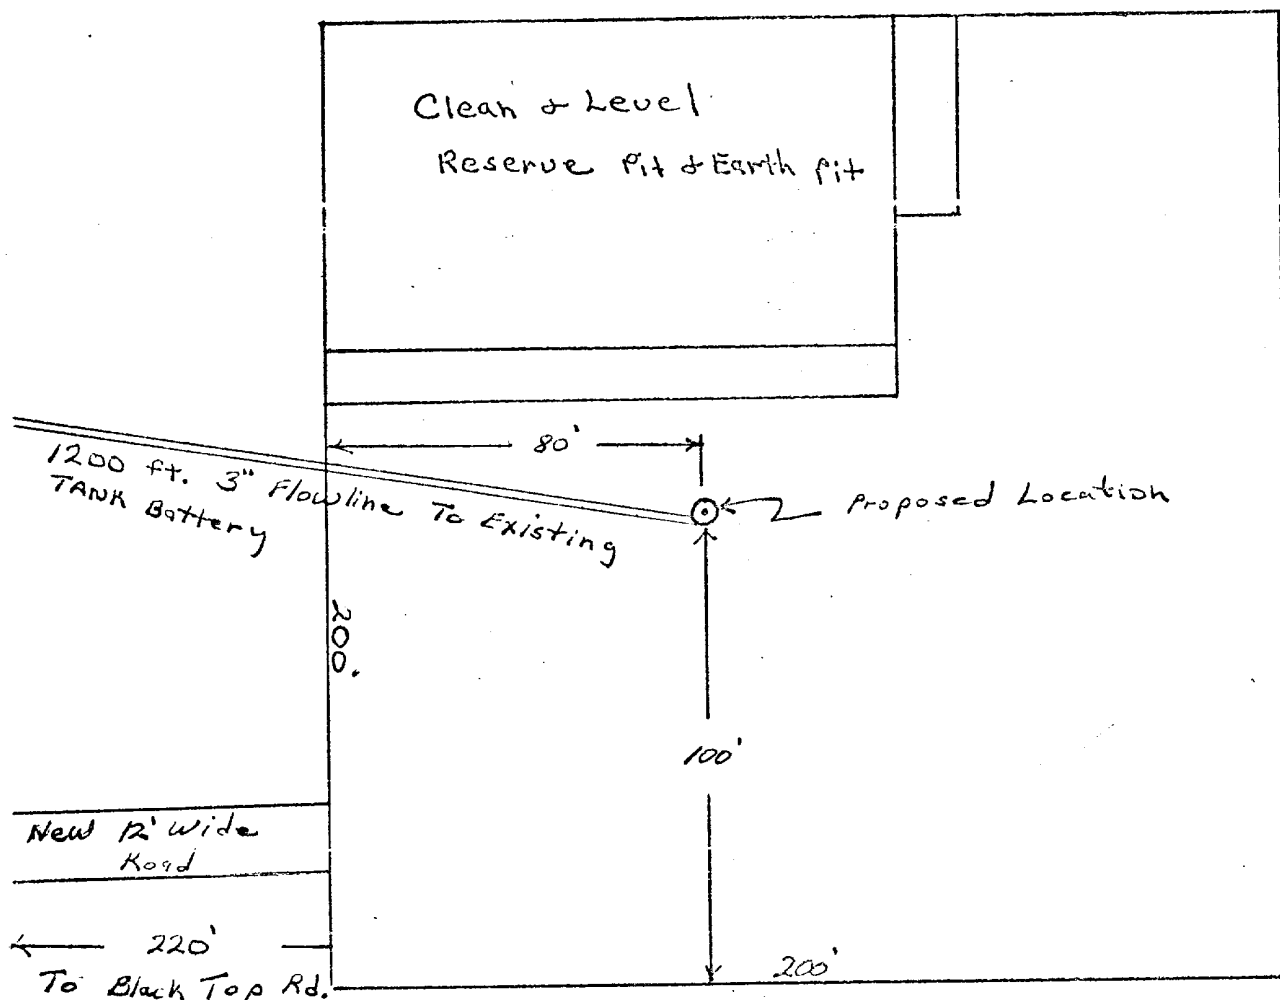 Clean & Level
Reserve Pit & Earth Pit
80'
1200 ft. 3" Flowline To Existing
TANK Battery
Proposed Location
200'
100'
New 12' Wide
Road
220'
To Black Top Rd.
200'